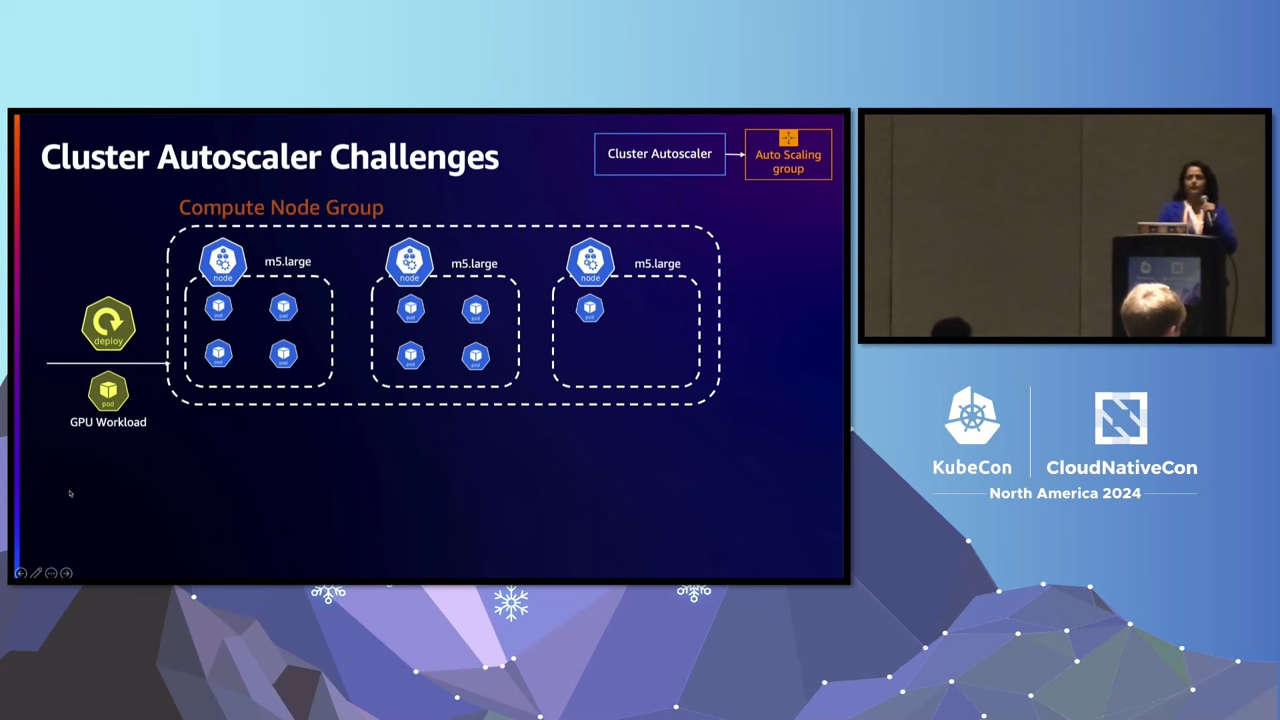 Cluster Autoscaler Challenges
Cluster Autoscaler
Auto Scaling
group
Compute Node Group
node
m5.large
node
m5.large
node
m5.large
pod
pod
pod
pod
pod
pod
pod
pod
pod
deploy
pod
GPU Workload
KubeCon
CloudNativeCon
North America 2024